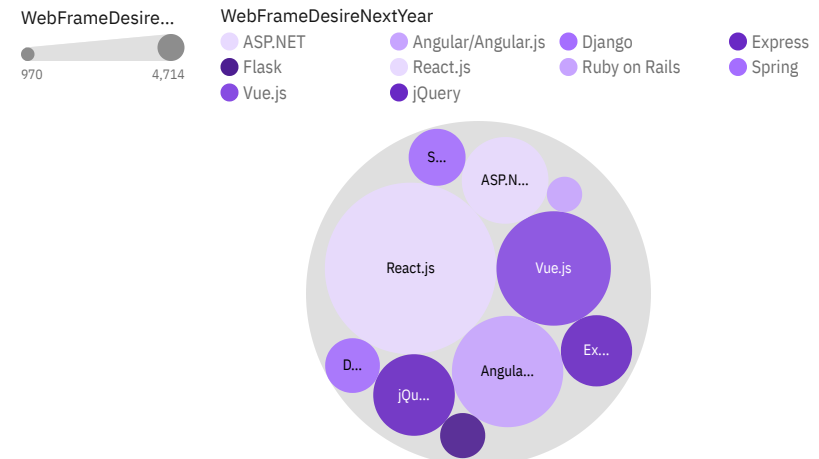 WebFrameDesire...
970 4,714
WebFrameDesireNextYear
ASP.NET Angular/Angular.js Django Express
Flask React.js Ruby on Rails Spring
Vue.js jQuery
S...
ASP.N...
React.js
Vue.js
Ex...
D...
Angula...
jQu...